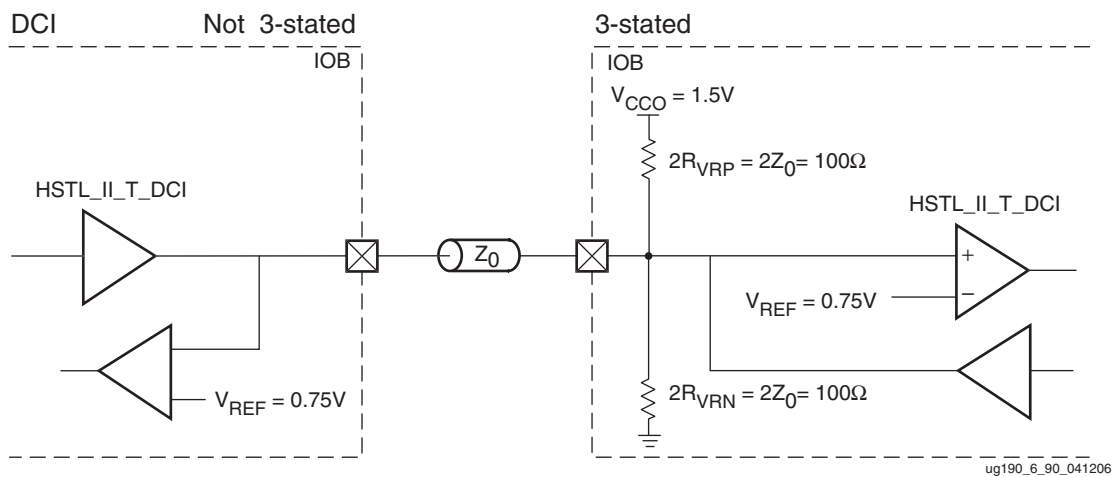 DCI Not 3-stated
IOB
HSTL_II_T_DCI
VREF = 0.75V
Z0
3-stated
IOB
VCCO = 1.5V
2RVRP = 2Z0= 100Ω
HSTL_II_T_DCI
+
VREF = 0.75V
−
2RVRN = 2Z0= 100Ω
ug190_6_90_041206